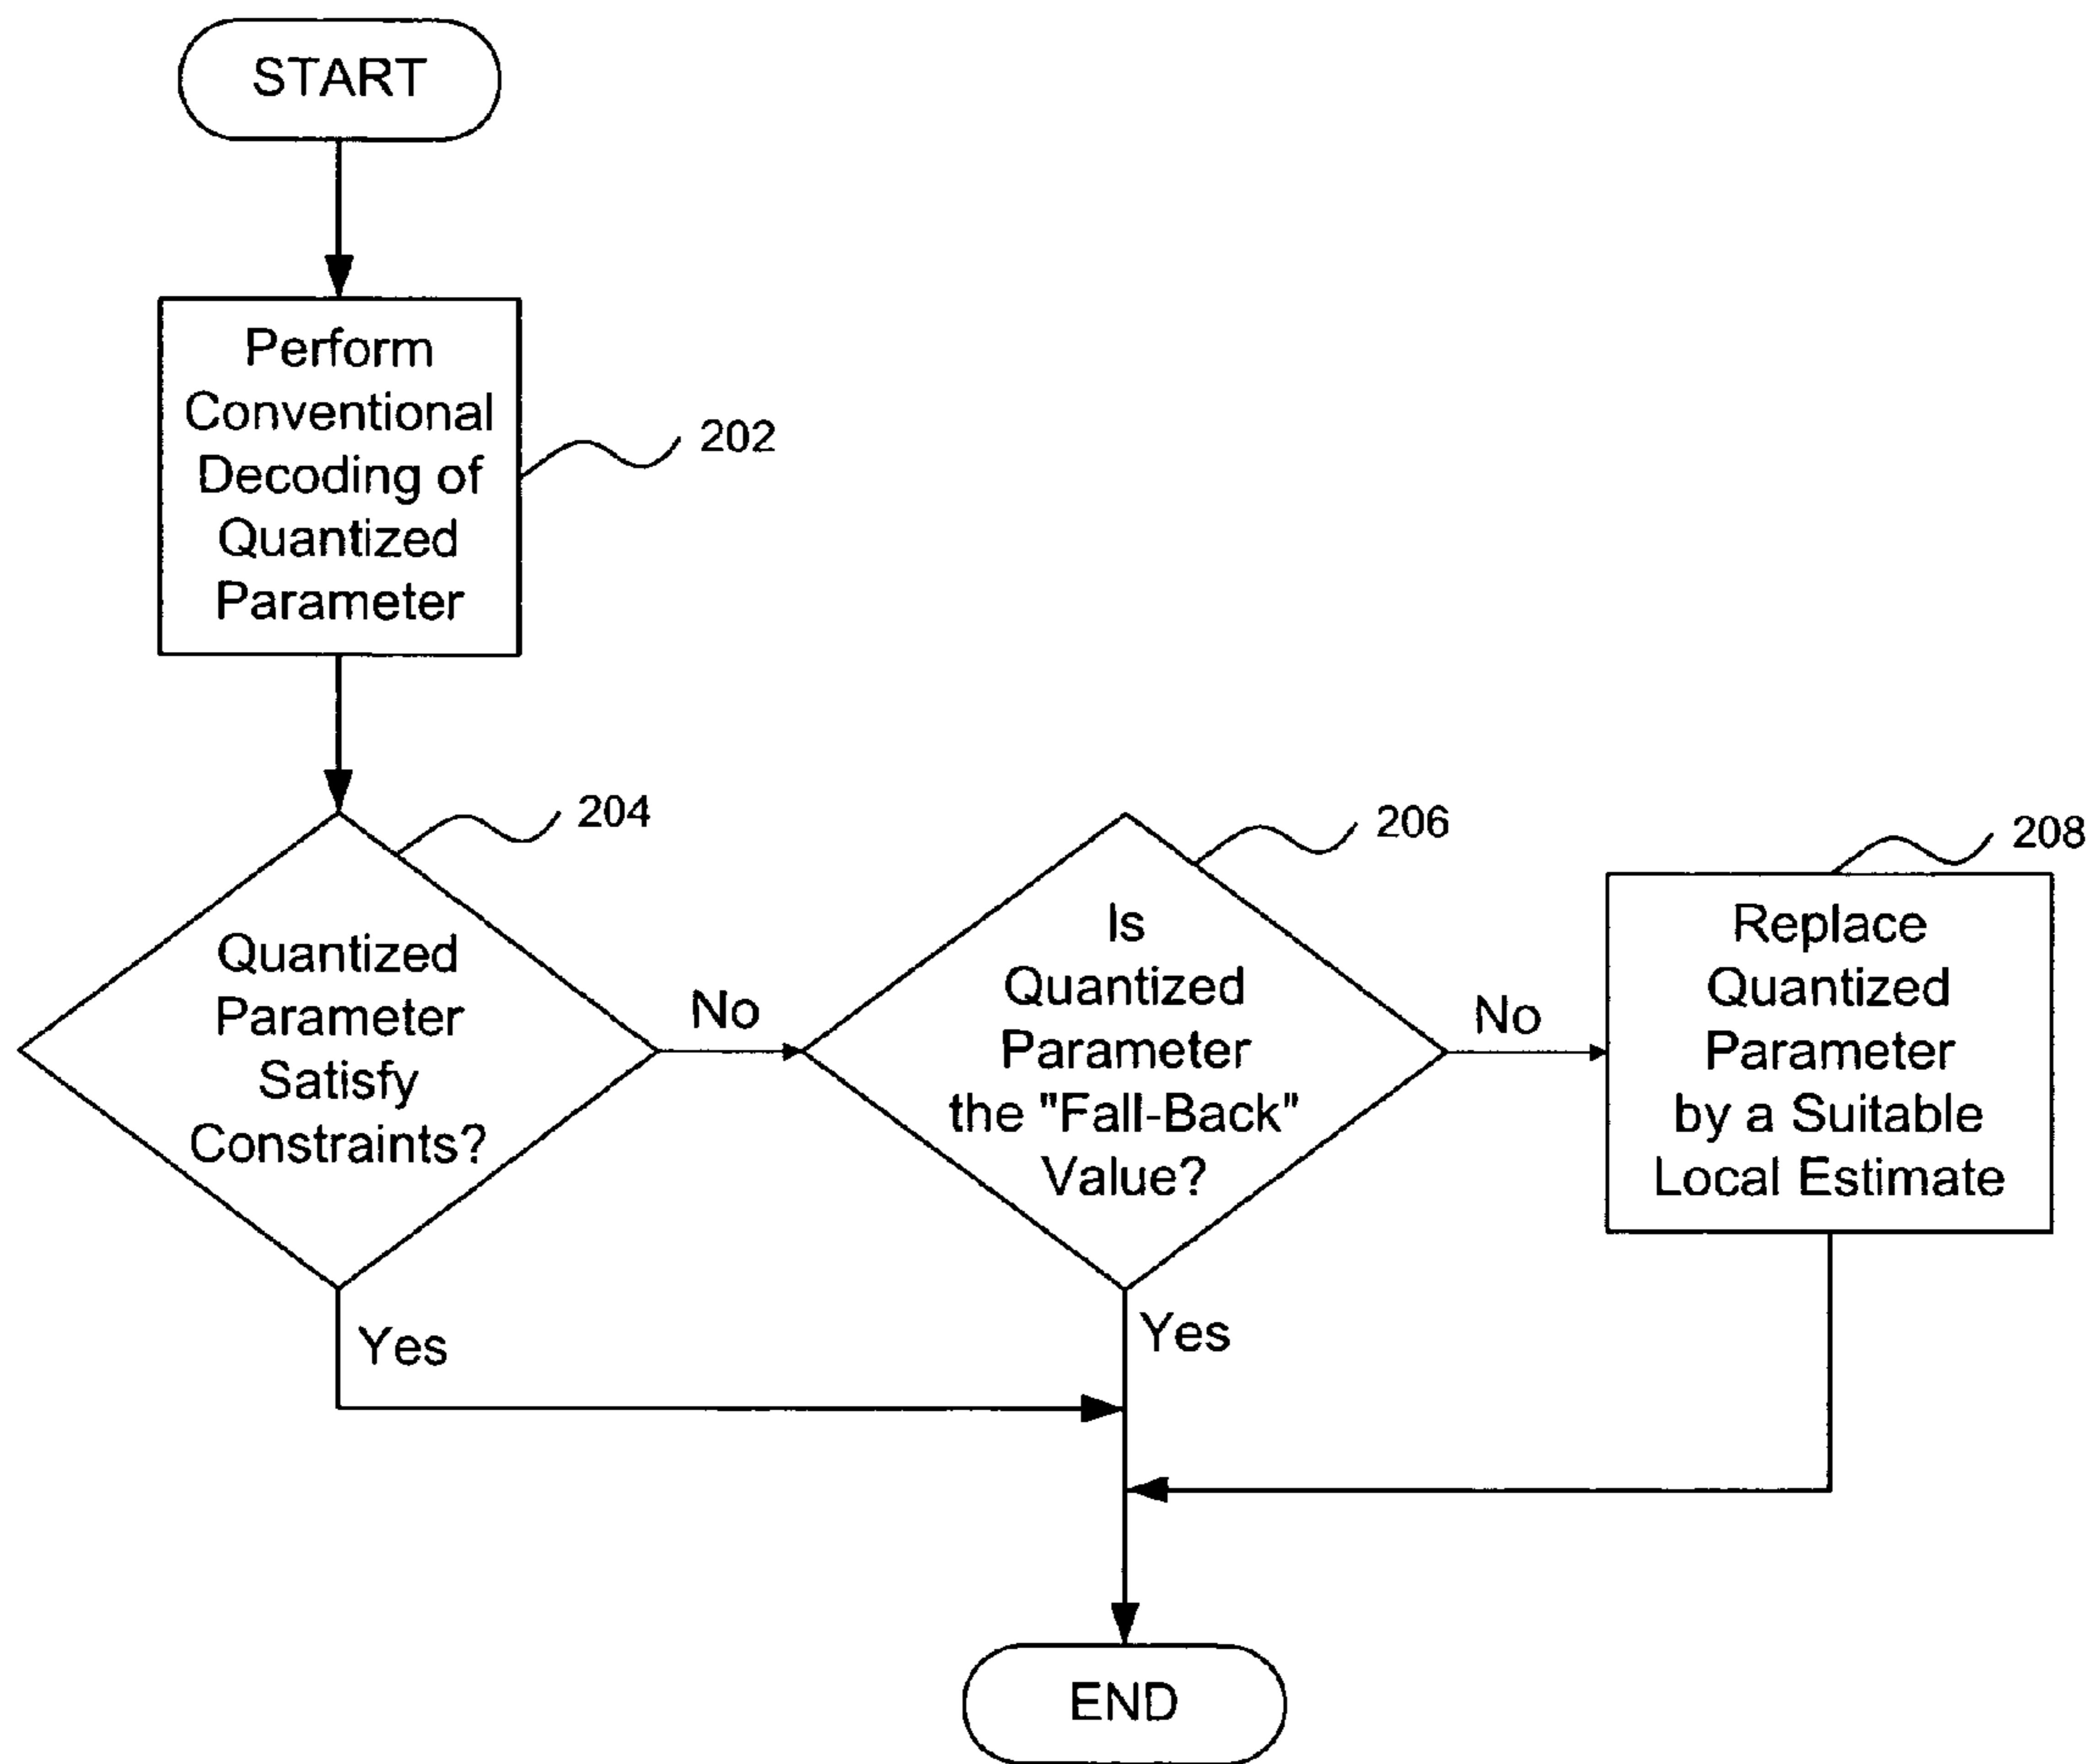 START
Perform
Conventional
Decoding of
Quantized
Parameter
202
204
Quantized
Parameter
Satisfy
Constraints?
No
Yes
206
Is
Quantized
Parameter
the "Fall-Back"
Value?
No
Yes
208
Replace
Quantized
Parameter
by a Suitable
Local Estimate
END